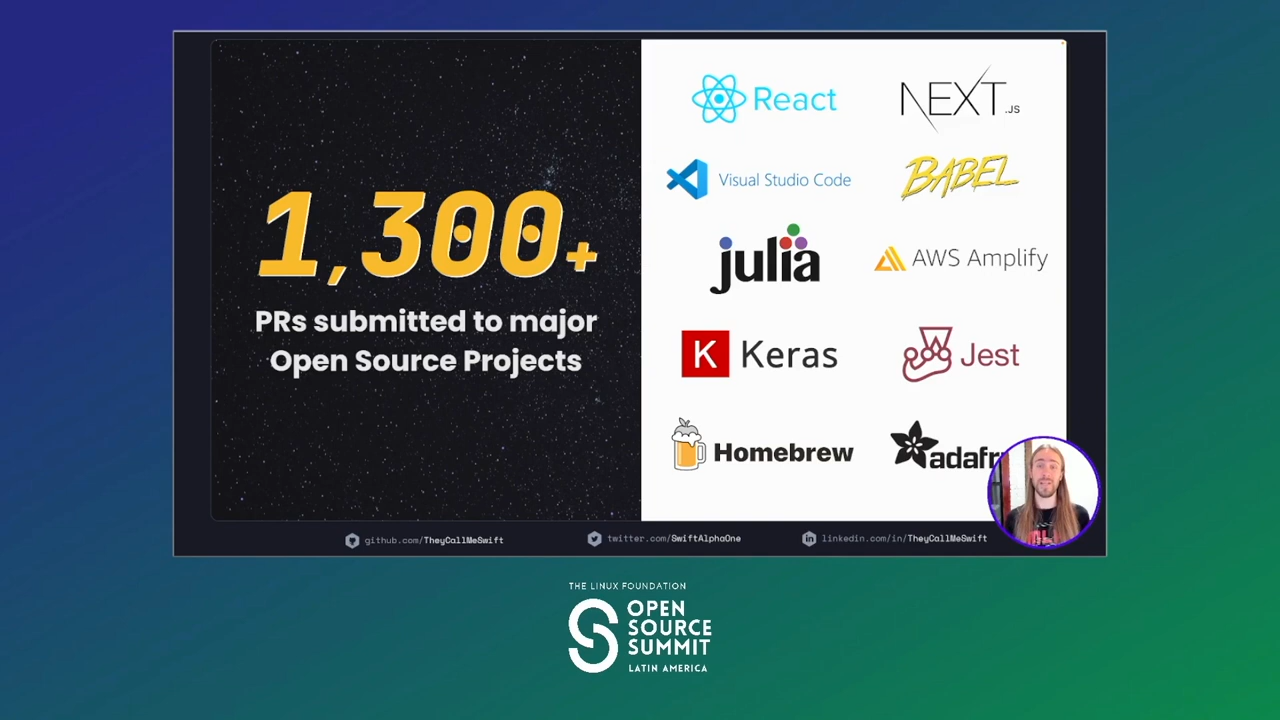 1,300+
PRs submitted to major
Open Source Projects
React
NEXT.JS
Visual Studio Code
BABEL
julia
AWS Amplify
K Keras
Jest
Homebrew
github.com/TheyCallMeSwift
twitter.com/SwiftAlphaOne
linkedin.com/in/TheyCallMeSwift
THE LINUX FOUNDATION
OPEN
SOURCE
SUMMIT
LATIN AMERICA